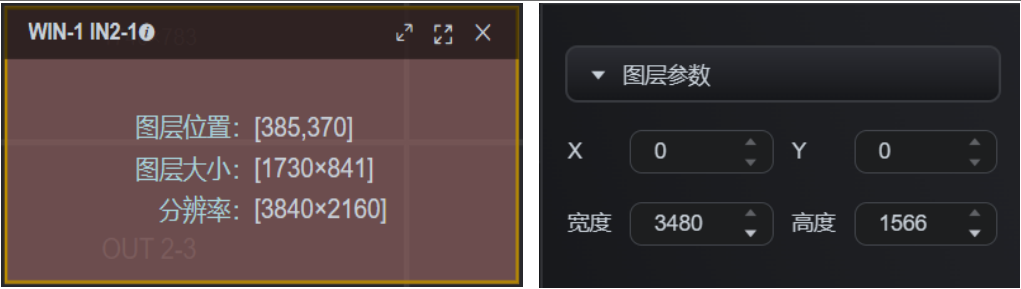 WIN-1 IN2-1
783
图层位置：[385,370]
图层大小：[1730×841]
分辨率：[3840×2160]
OUT 2-3
图层参数
X 0 Y 0
宽度 3480 高度 1566